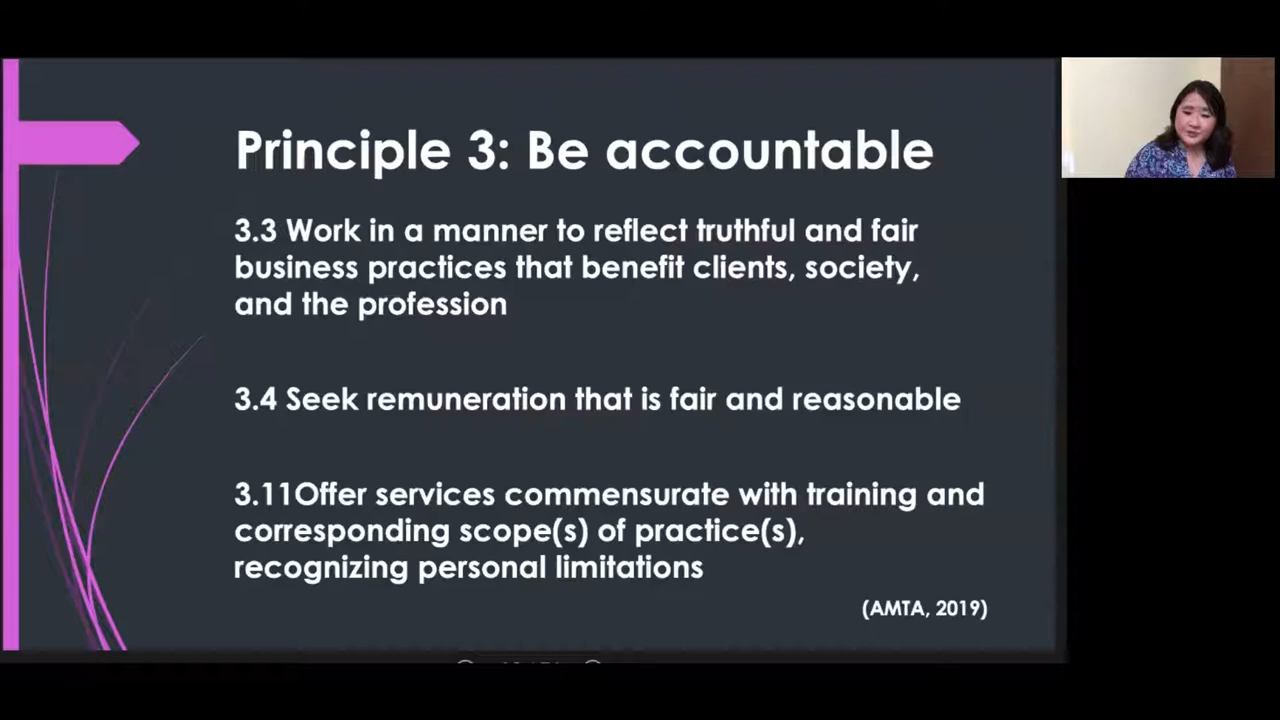 Principle 3: Be accountable
3.3 Work in a manner to reflect truthful and fair
business practices that benefit clients, society,
and the profession
3.4 Seek remuneration that is fair and reasonable
3.11Offer services commensurate with training and
corresponding scope(s) of practice(s),
recognizing personal limitations
(AMTA, 2019)